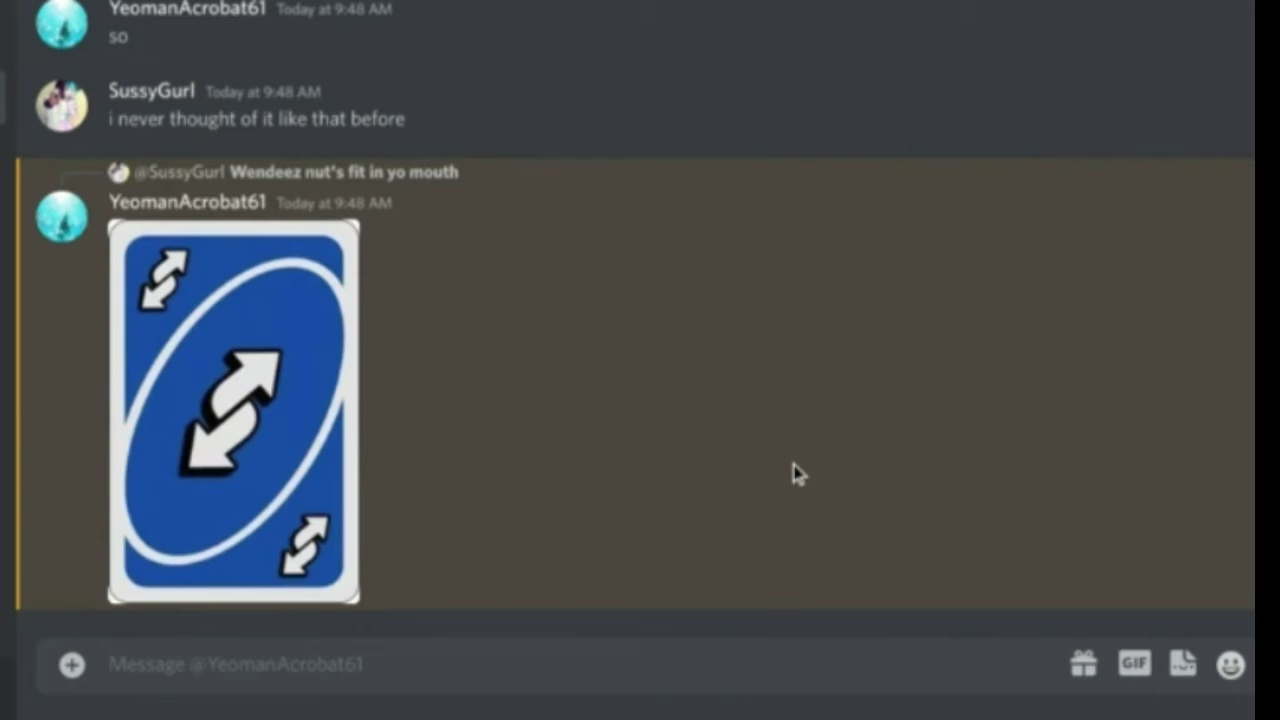 YeomanAcrobat61 Today at 9:48 AM
so
SussyGurl Today at 9:48 AM
i never thought of it like that before
@SussyGurl Wendeez nut's fit in yo mouth
YeomanAcrobat61 Today at 9:48 AM
Message @YeomanAcrobat61
GIF